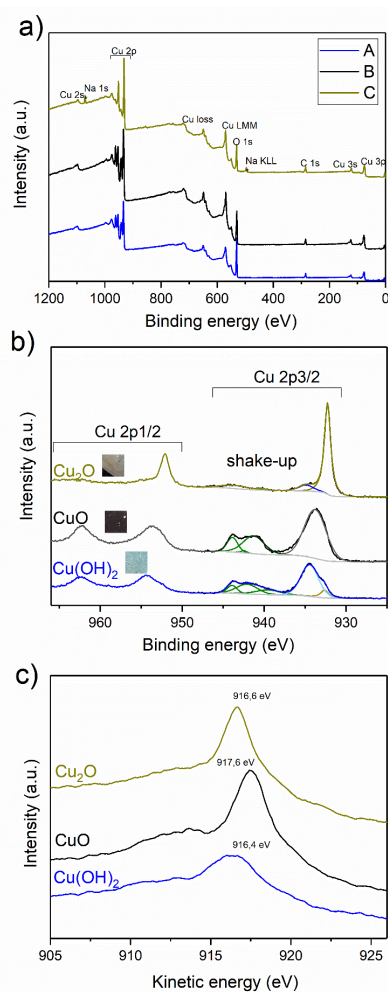 a)
Cu 2p
Cu 2s
Na 1s
Cu loss
Cu LMM
O 1s
Na KLL
C 1s
Cu 3s
Cu 3p
A
B
C
Intensity (a.u.)
1200 1000 800 600 400 200 0
Binding energy (eV)
b)
Cu 2p3/2
Cu 2p1/2
shake-up
Cu₂O
CuO
Cu(OH)₂
Intensity (a.u.)
960 950 940 930
Binding energy (eV)
c)
916,6 eV
Cu₂O
917,6 eV
CuO
916,4 eV
Cu(OH)₂
Intensity (a.u.)
905 910 915 920 925
Kinetic energy (eV)